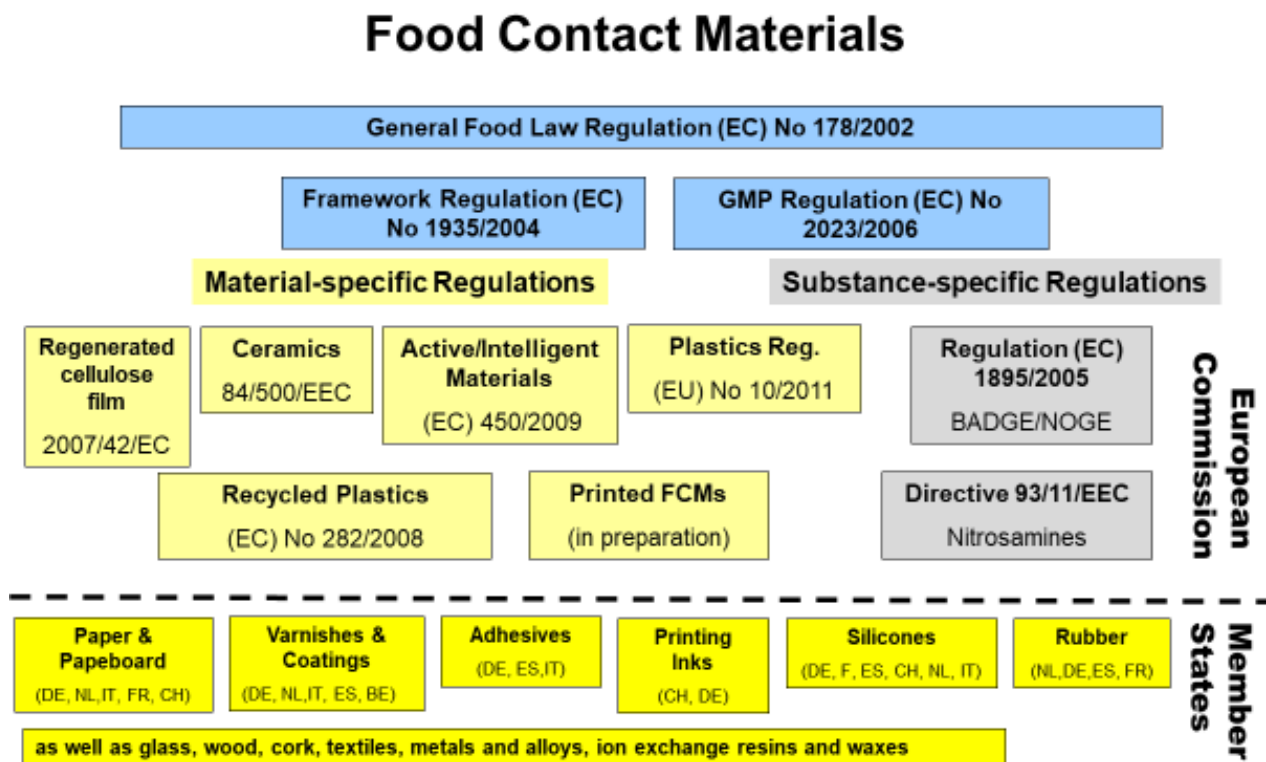 Food Contact Materials
General Food Law Regulation (EC) No 178/2002
Framework Regulation (EC)
No 1935/2004
GMP Regulation (EC) No
2023/2006
Material-specific Regulations
Substance-specific Regulations
Regenerated
cellulose
film
2007/42/EC
Ceramics
84/500/EEC
Active/Intelligent
Materials
(EC) 450/2009
Plastics Reg.
(EU) No 10/2011
Regulation (EC)
1895/2005
BADGE/NOGE
Recycled Plastics
(EC) No 282/2008
Printed FCMs
(in preparation)
Directive 93/11/EEC
Nitrosamines
European
Commission
Paper &
Papeboard
(DE, NL,IT, FR, CH)
Varnishes &
Coatings
(DE, NL,IT, ES, BE)
Adhesives
(DE, ES,IT)
Printing
Inks
(CH, DE)
Silicones
(DE, F, ES, CH, NL, IT)
Rubber
(NL,DE,ES, FR)
Member
States
as well as glass, wood, cork, textiles, metals and alloys, ion exchange resins and waxes